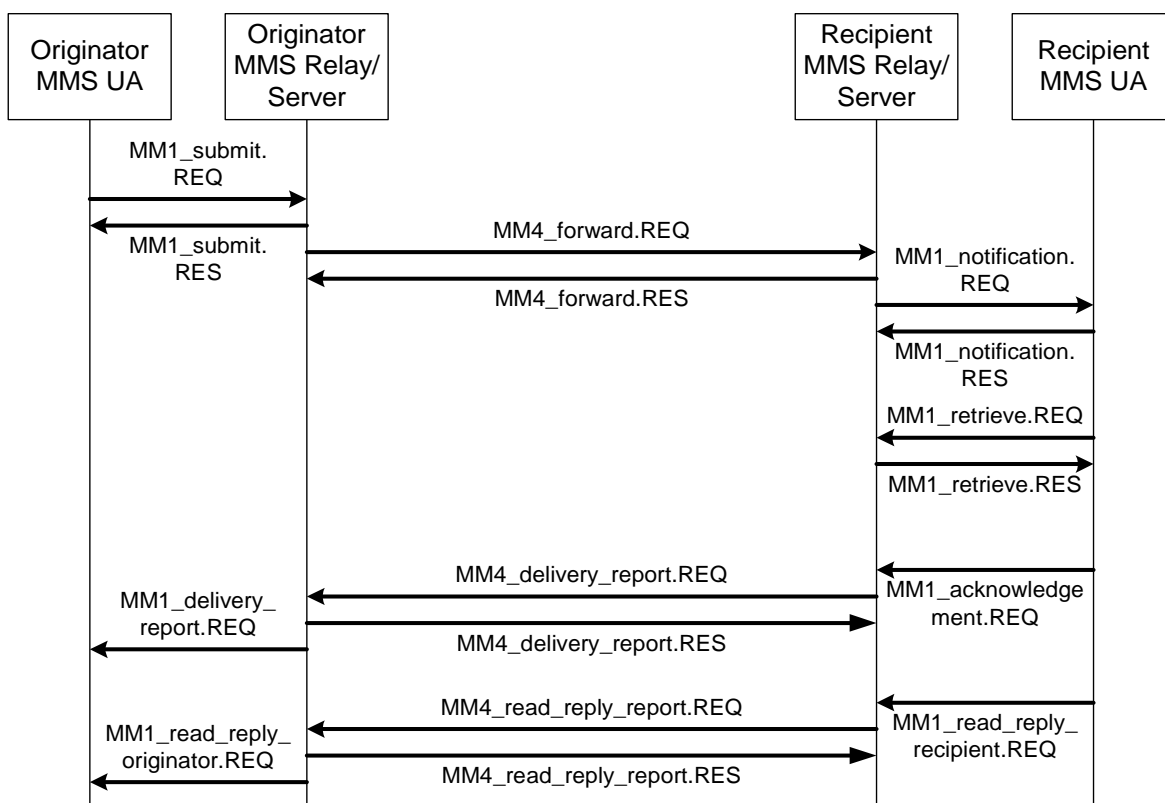 Originator
MMS UA
Originator
MMS Relay/
Server
Recipient
MMS Relay/
Server
Recipient
MMS UA
MM1_submit.
REQ
MM1_submit.
RES
MM4_forward.REQ
MM4_forward.RES
MM1_notification.
REQ
MM1_notification.
RES
MM1_retrieve.REQ
MM1_retrieve.RES
MM1_acknowledge
ment.REQ
MM4_delivery_report.REQ
MM1_delivery_
report.REQ
MM4_delivery_report.RES
MM1_read_reply_
recipient.REQ
MM4_read_reply_report.REQ
MM1_read_reply_
originator.REQ
MM4_read_reply_report.RES